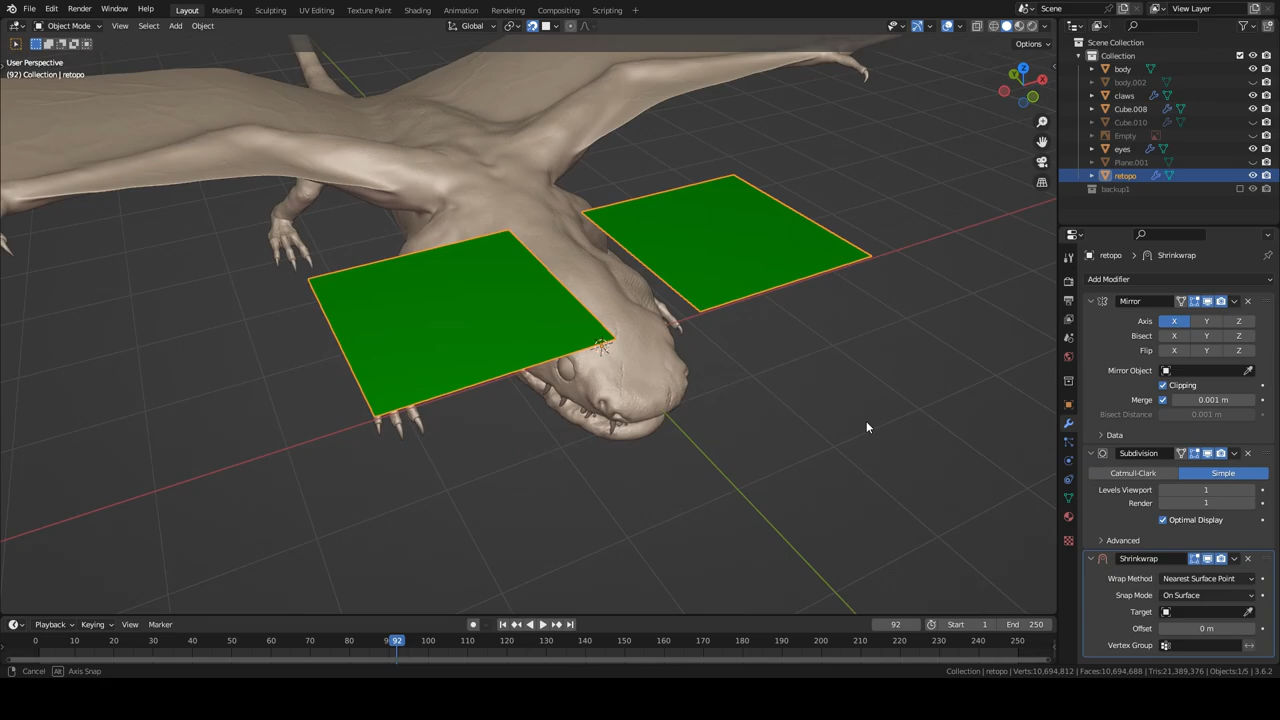 File Edit Render Window Help Layout Modeling Sculpting UV Editing Texture Paint Shading Animation Rendering Compositing Scripting + Scene View Layer
Object Mode View Select Add Object Global
Options
User Perspective
(92) Collection | retopo
Z
Y
X
Scene Collection
Collection
body
body.002
claws
Cube.008
Cube.010
Empty
eyes
Plane.001
retopo
backup1
retopo > Shrinkwrap
Add Modifier
Mirror
Axis X Y Z
Bisect X Y Z
Flip X Y Z
Mirror Object
Clipping
Merge 0.001 m
Bisect Distance 0.001 m
Data
Subdivision
Catmull-Clark Simple
Levels Viewport 1
Render 1
Optimal Display
Advanced
Shrinkwrap
Wrap Method Nearest Surface Point
Snap Mode On Surface
Target
Offset 0 m
Vertex Group
Playback Keying View Marker 92 Start 1 End 250
0 10 20 30 40 50 60 70 80 92 100 110 120 130 140 150 160 170 180 190 200 210 220 230 240 250
Cancel Alt Axis Snap Collection | retopo | Verts:10,694,812 | Faces:10,694,688 | Tris:21,389,376 | Objects:1/5 | 3.6.2